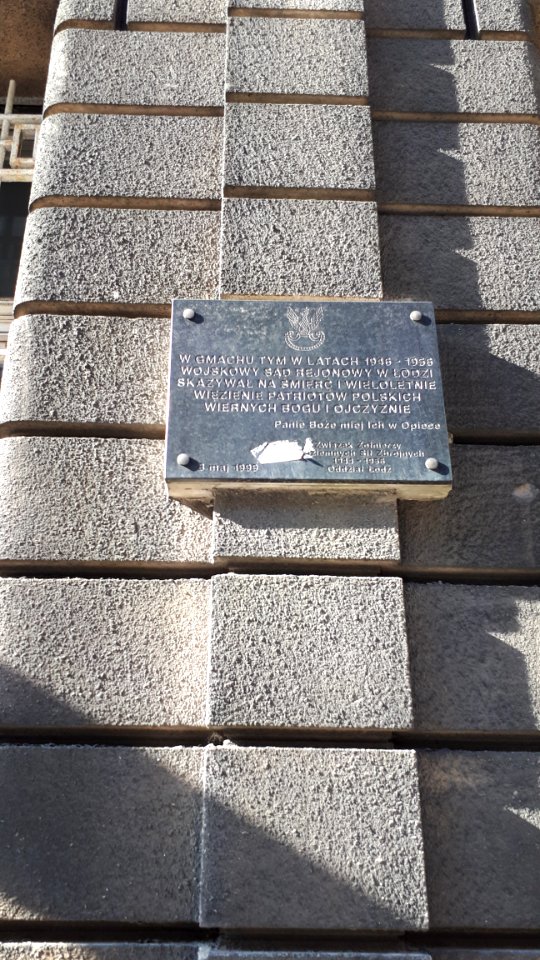 W GMACHU TYM W LATACH 1946 - 1956
WOJSKOWY SĄD REJONOWY W ŁODZI
SKAZYWAŁ NA ŚMIERĆ I WIELOLETNIE
WIĘZIENIE PATRIOTÓW POLSKICH
WIERNYCH BOGU I OJCZYŹNIE
Panie Boże miej Ich w Opiece
Związek Żołnierzy
Sił Zbrojnych
Oddział Łódź
3 maj 1999